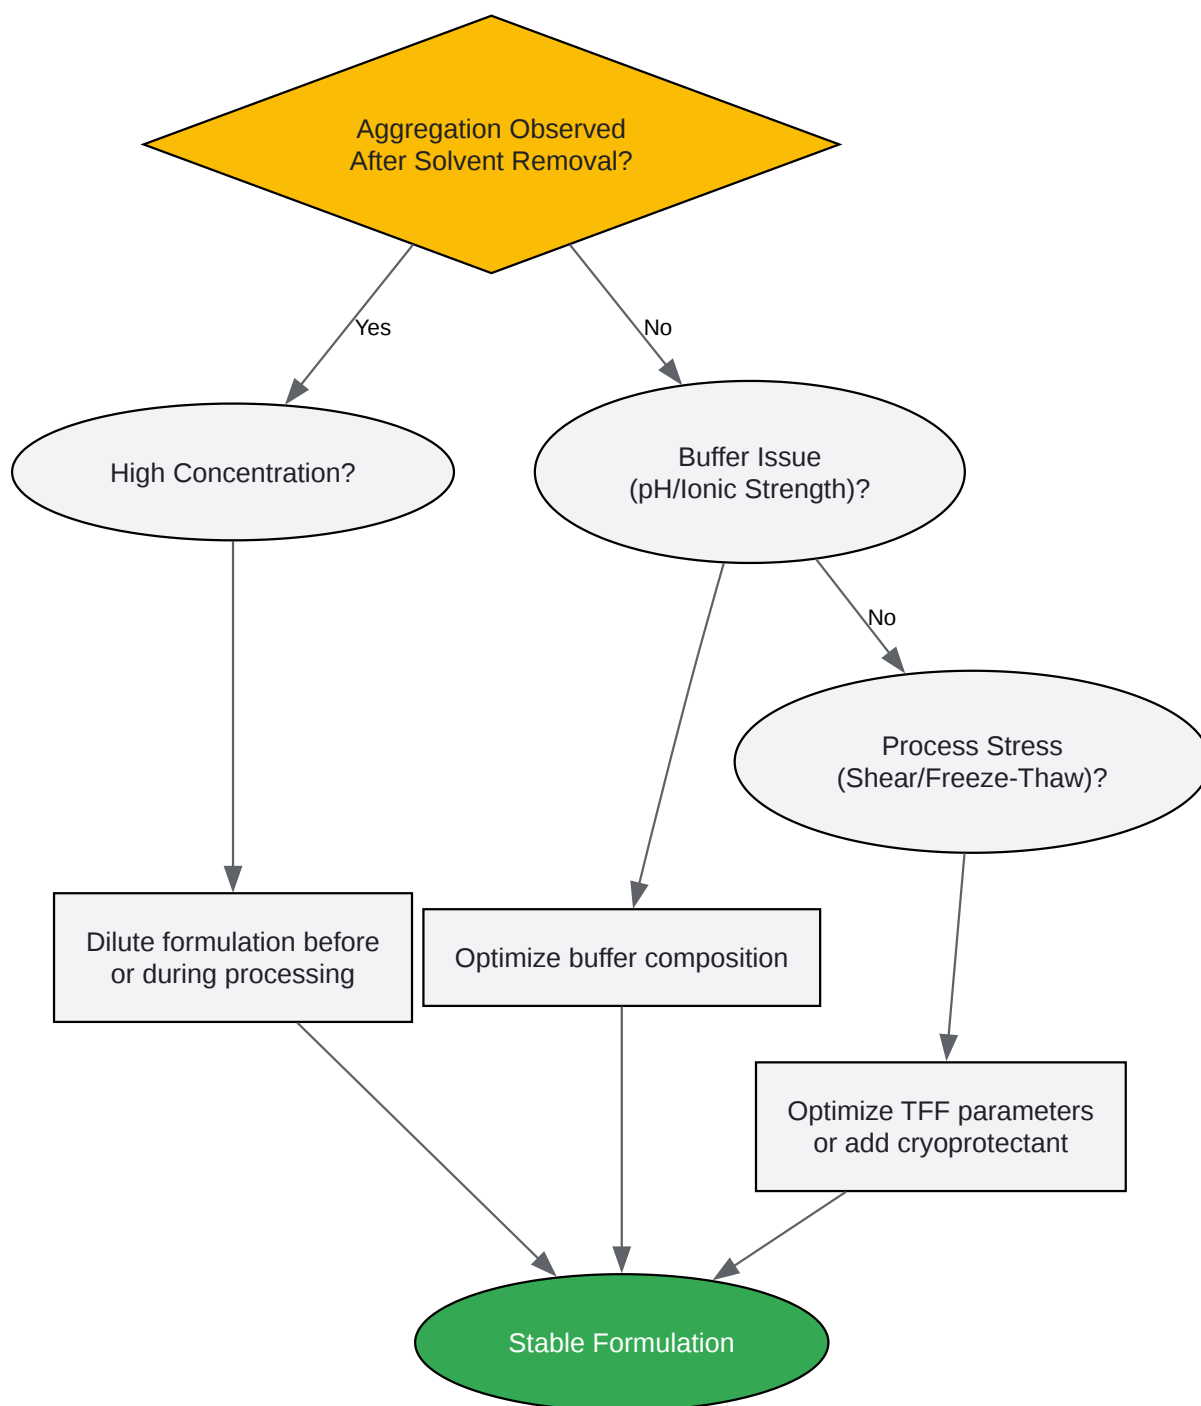 Aggregation Observed
After Solvent Removal?
Yes
No
High Concentration?
Buffer Issue
(pH/Ionic Strength)?
No
Process Stress
(Shear/Freeze-Thaw)?
Dilute formulation before
or during processing
Optimize buffer composition
Optimize TFF parameters
or add cryoprotectant
Stable Formulation